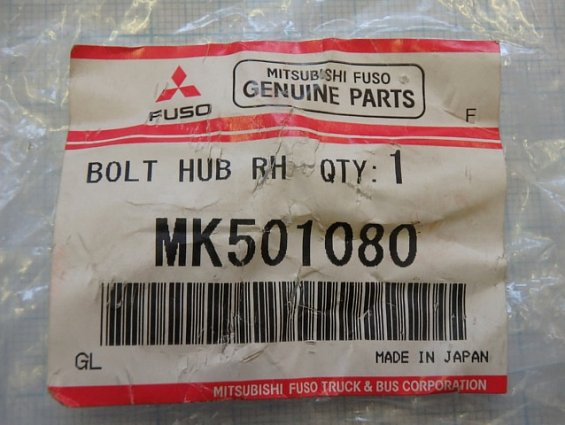 FUSO
MITSUBISHI FUSO
GENUINE PARTS
F
BOLT HUB RH QTY: 1
MK501080
GL
MADE IN JAPAN
MITSUBISHI FUSO TRUCK & BUS CORPORATION